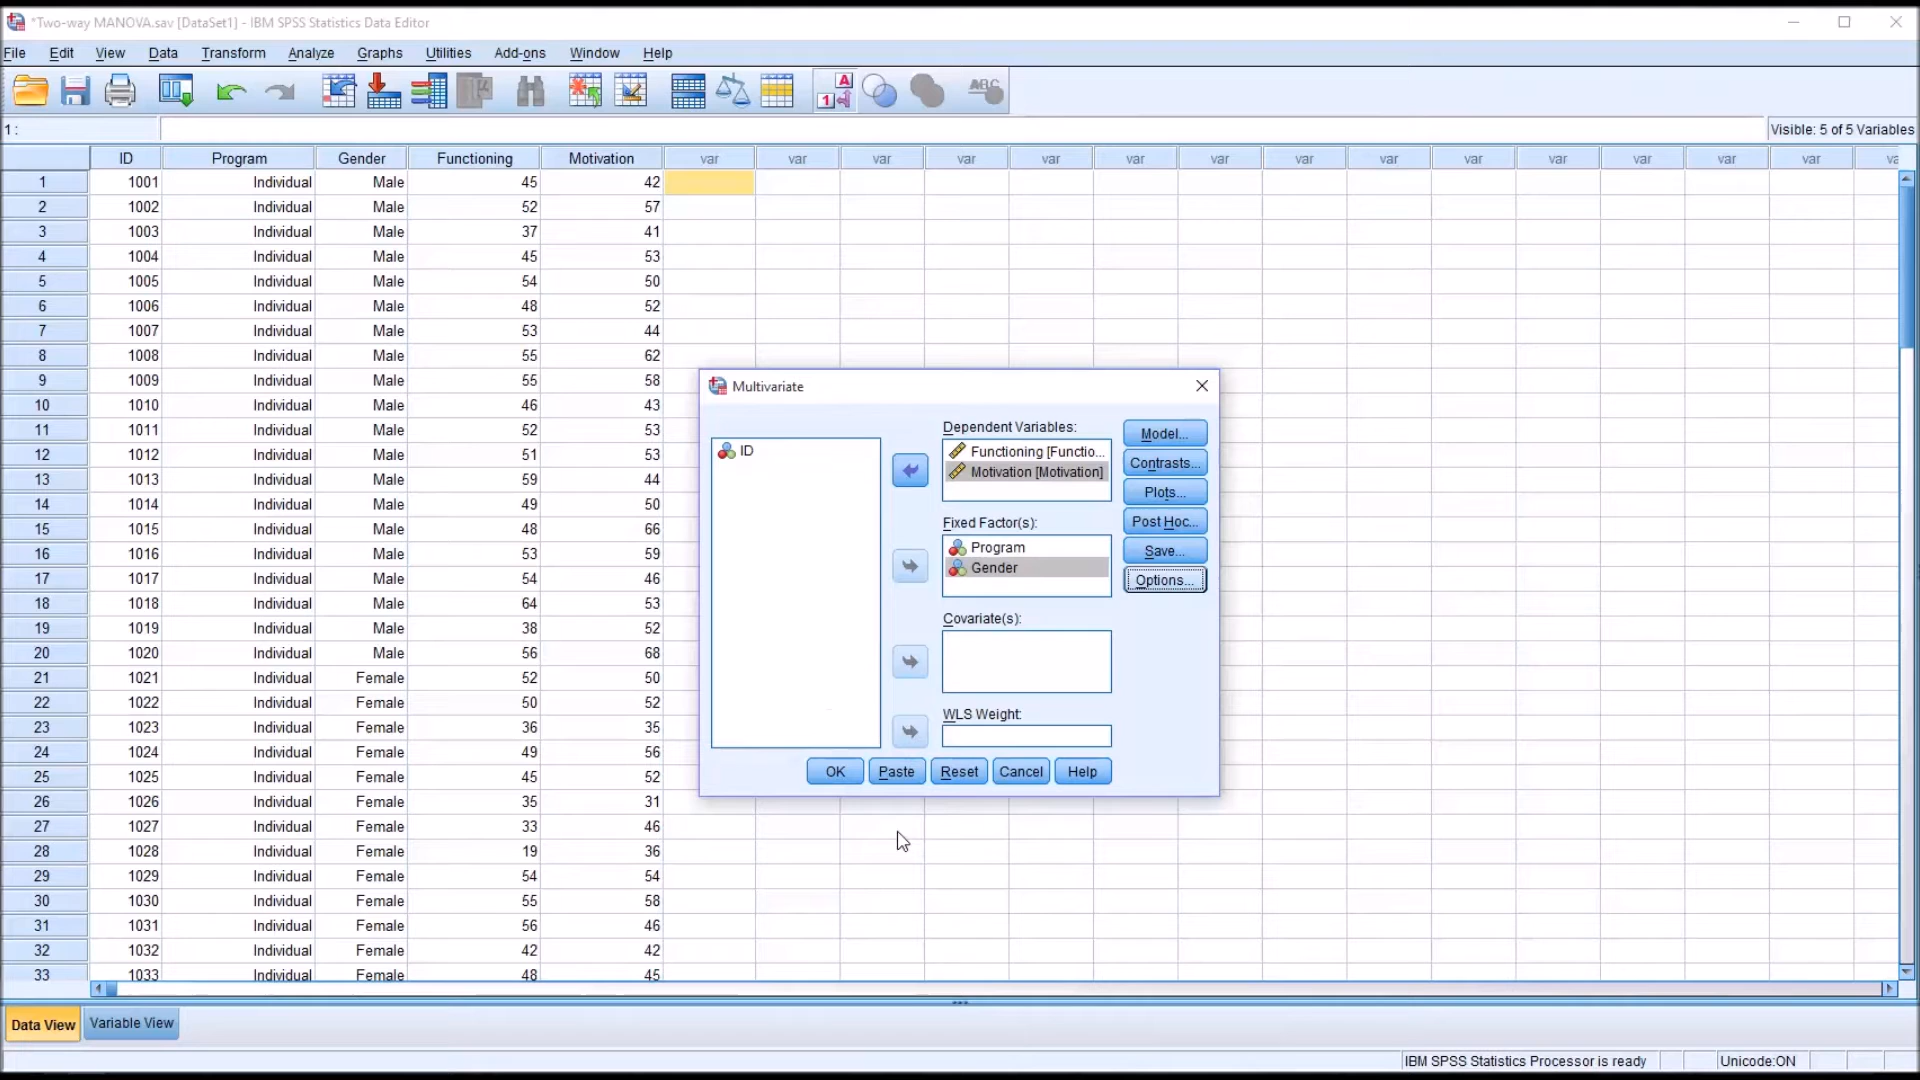 *Two-way MANOVA.sav [DataSet1] - IBM SPSS Statistics Data Editor
File Edit View Data Transform Analyze Graphs Utilities Add-ons Window Help
A
1
ABC
1 :
Visible: 5 of 5 Variables
ID Program Gender Functioning Motivation var var var var var var var var var var var var var var va
1 1001 Individual Male 45 42
2 1002 Individual Male 52 57
3 1003 Individual Male 37 41
4 1004 Individual Male 45 53
5 1005 Individual Male 54 50
6 1006 Individual Male 48 52
7 1007 Individual Male 53 44
8 1008 Individual Male 55 62
9 1009 Individual Male 55 58
10 1010 Individual Male 46 43
11 1011 Individual Male 52 53
12 1012 Individual Male 51 53
13 1013 Individual Male 59 44
14 1014 Individual Male 49 50
15 1015 Individual Male 48 66
16 1016 Individual Male 53 59
17 1017 Individual Male 54 46
18 1018 Individual Male 64 53
19 1019 Individual Male 38 52
20 1020 Individual Male 56 68
21 1021 Individual Female 52 50
22 1022 Individual Female 50 52
23 1023 Individual Female 36 35
24 1024 Individual Female 49 56
25 1025 Individual Female 45 52
26 1026 Individual Female 35 31
27 1027 Individual Female 33 46
28 1028 Individual Female 19 36
29 1029 Individual Female 54 54
30 1030 Individual Female 55 58
31 1031 Individual Female 56 46
32 1032 Individual Female 42 42
33 1033 Individual Female 48 45
Multivariate
ID
Dependent Variables:
Functioning [Functio...
Motivation [Motivation]
Fixed Factor(s):
Program
Gender
Covariate(s):
WLS Weight:
Model...
Contrasts...
Plots...
Post Hoc...
Save...
Options...
OK Paste Reset Cancel Help
Data View Variable View
IBM SPSS Statistics Processor is ready Unicode:ON